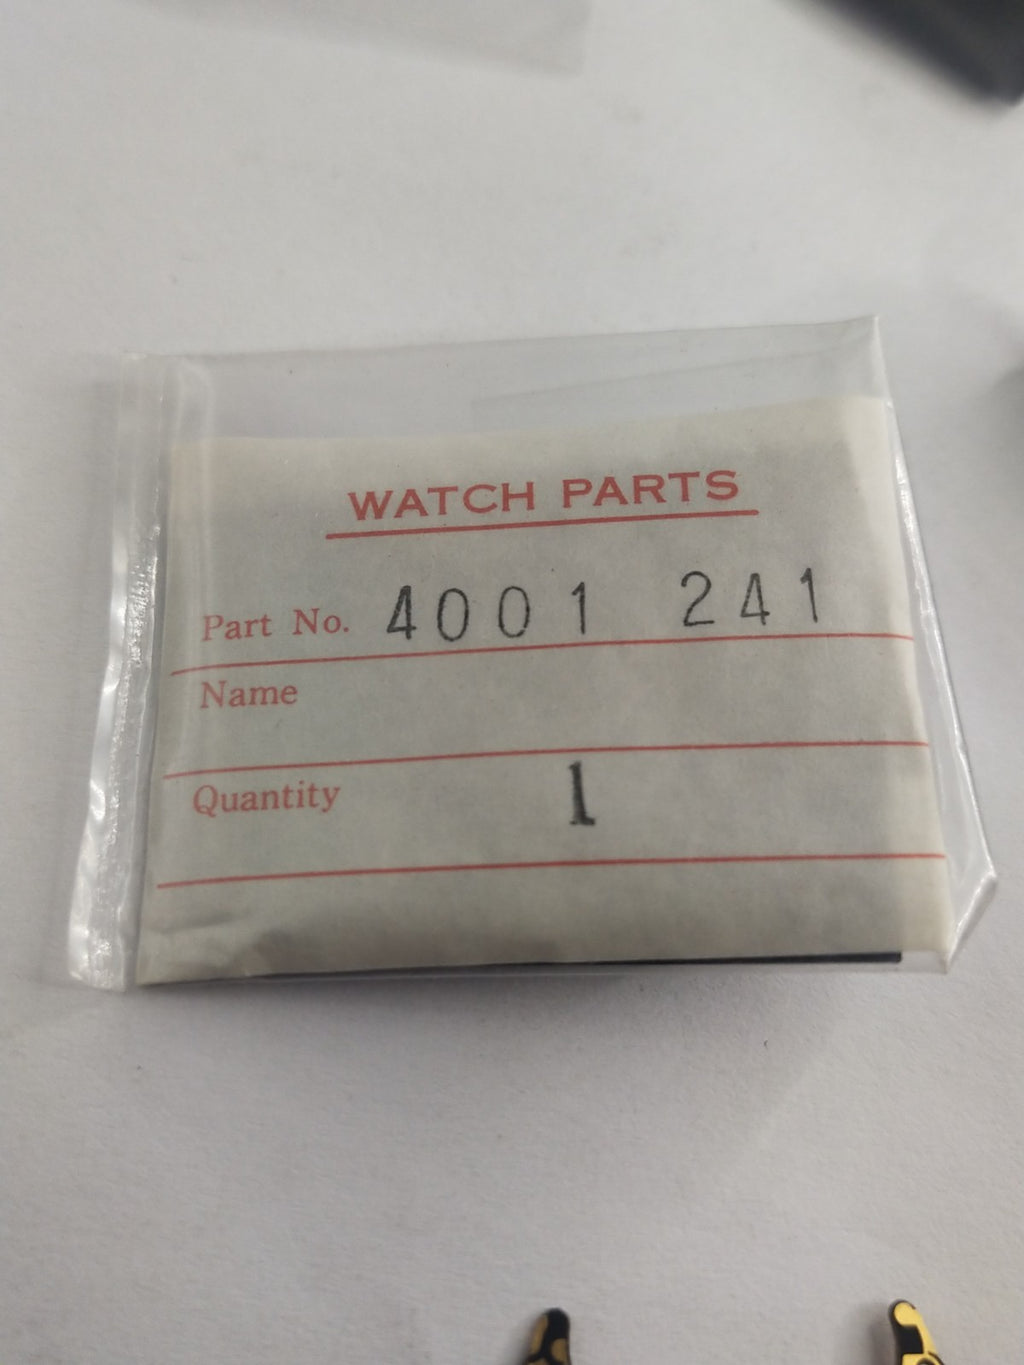 WATCH PARTS
Part No. 4001 241
Name
Quantity 1